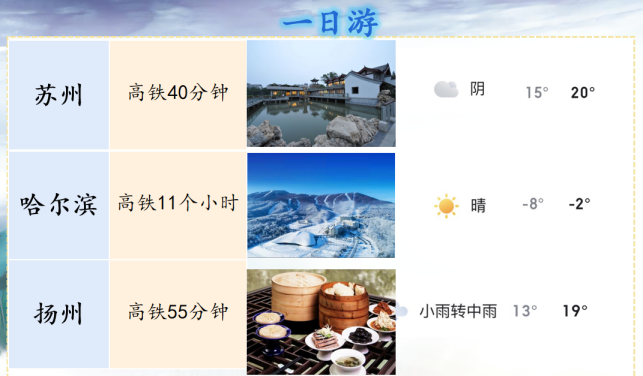 一日游
苏州 高铁40分钟 阴 15° 20°
哈尔滨 高铁11个小时 晴 -8° -2°
扬州 高铁55分钟 小雨转中雨 13° 19°